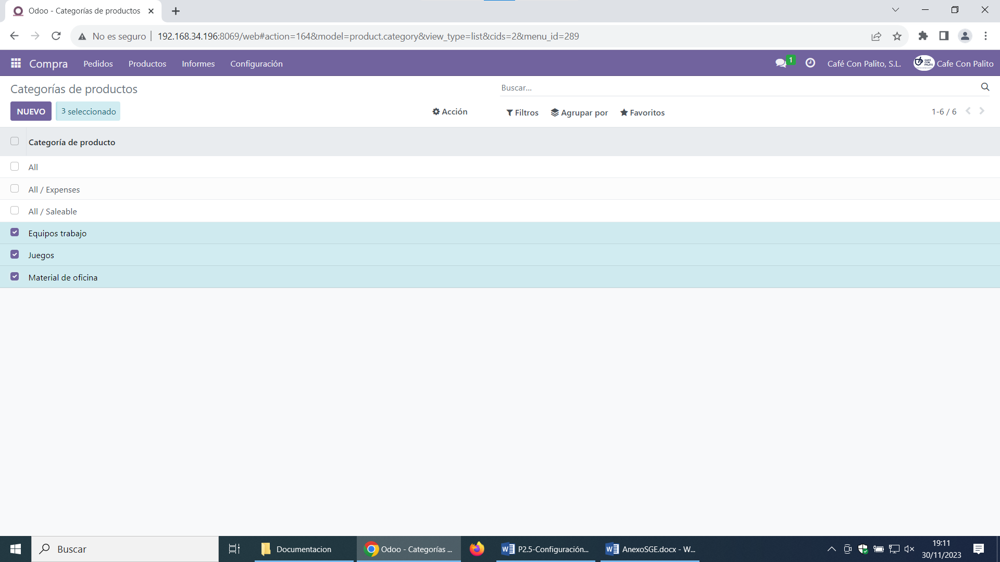 Odoo - Categorías de productos
No es seguro
192.168.34.196:8069/web#action=164&model=product.category&view_type=list&cids=2&menu_id=289
Compra
Pedidos
Productos
Informes
Configuración
1
Café Con Palito, S.L.
CAFÉ CON PALITO
Cafe Con Palito
Categorías de productos
Buscar...
NUEVO
3 seleccionado
Acción
Filtros
Agrupar por
Favoritos
1-6 / 6
Categoría de producto
All
All / Expenses
All / Saleable
Equipos trabajo
Juegos
Material de oficina
Buscar
Documentacion
Odoo - Categorías ...
P2.5-Configuración...
AnexoSGE.docx - W...
19:11
30/11/2023